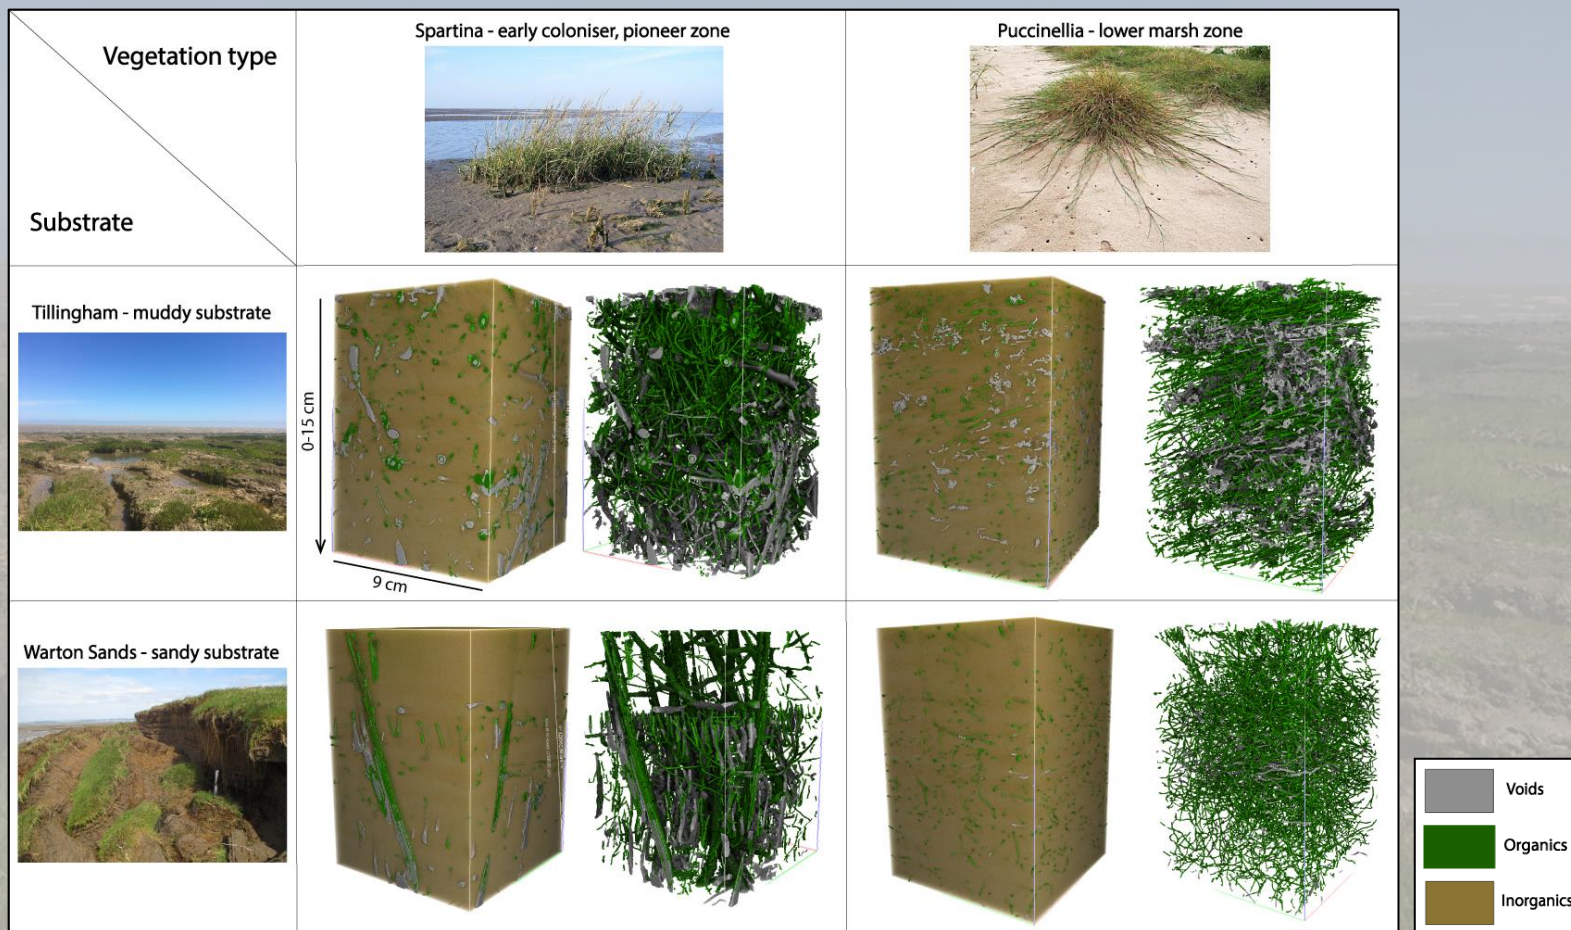 Vegetation type
Substrate
Spartina - early coloniser, pioneer zone
Puccinellia - lower marsh zone
Tillingham - muddy substrate
0-15 cm
9 cm
Warton Sands - sandy substrate
Voids
Organics
Inorganics